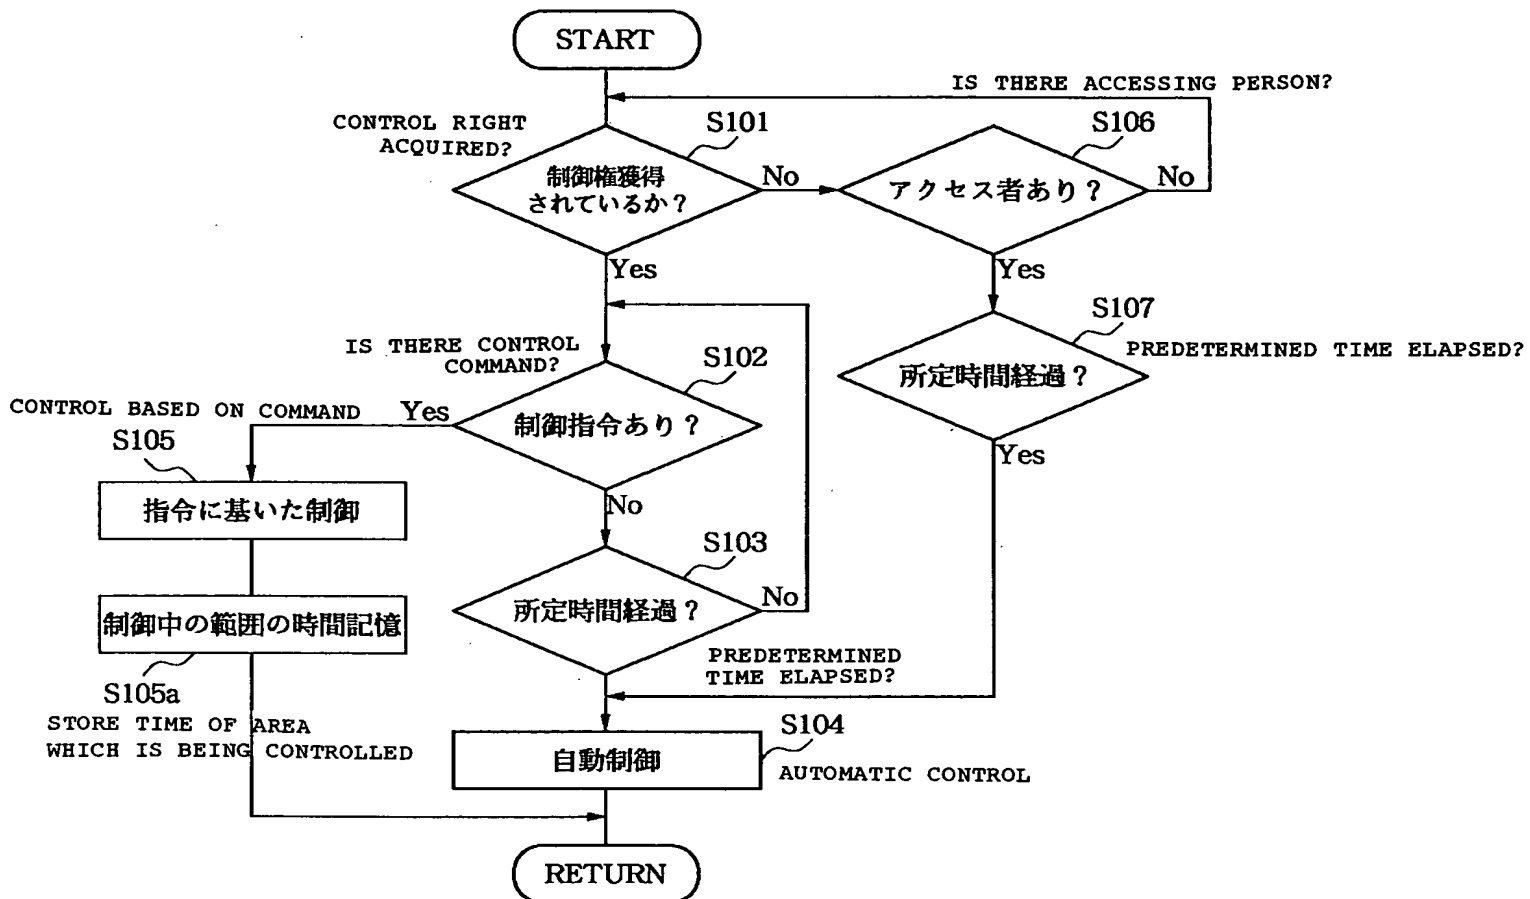 START
IS THERE ACCESSING PERSON?
CONTROL RIGHT
ACQUIRED?
S101
S106
制御権獲得
されているか？
No
アクセス者あり？
No
Yes
Yes
S107
IS THERE CONTROL
COMMAND?
S102
PREDETERMINED TIME ELAPSED?
所定時間経過？
CONTROL BASED ON COMMAND
Yes
制御指令あり？
S105
Yes
指令に基いた制御
No
S103
制御中の範囲の時間記憶
所定時間経過？
No
PREDETERMINED
TIME ELAPSED?
S105a
STORE TIME OF AREA
WHICH IS BEING CONTROLLED
S104
自動制御
AUTOMATIC CONTROL
RETURN